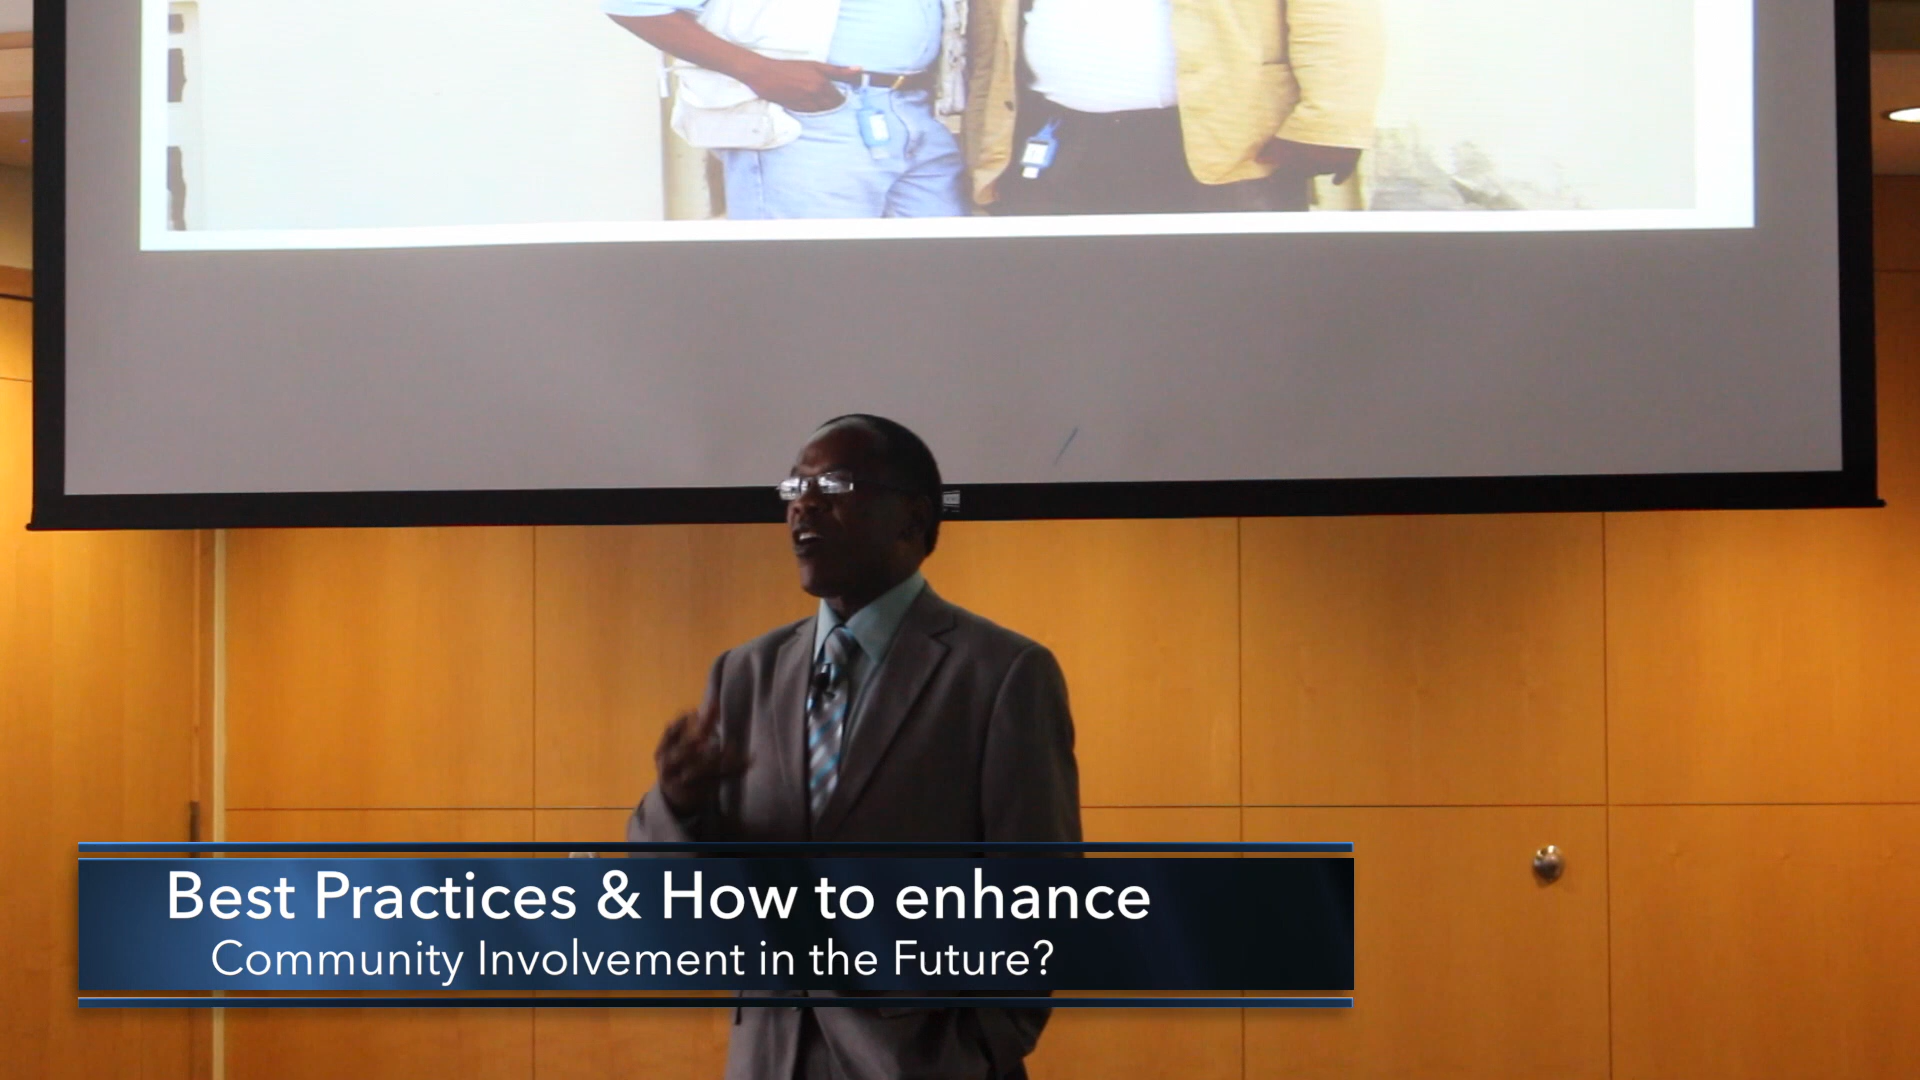 Best Practices & How to enhance
Community Involvement in the Future?